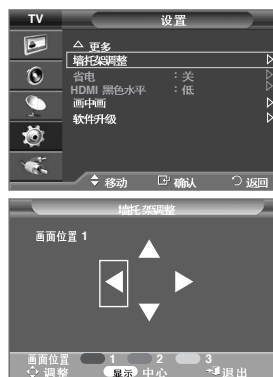 TV 设置
△ 更多
墙托架调整
省电 : 关
HDMI 黑色水平 : 低
画中画
软件升级
移动 确认 返回
墙托架调整
画面位置 1
画面位置 1 2 3
调整 显示 中心 退出